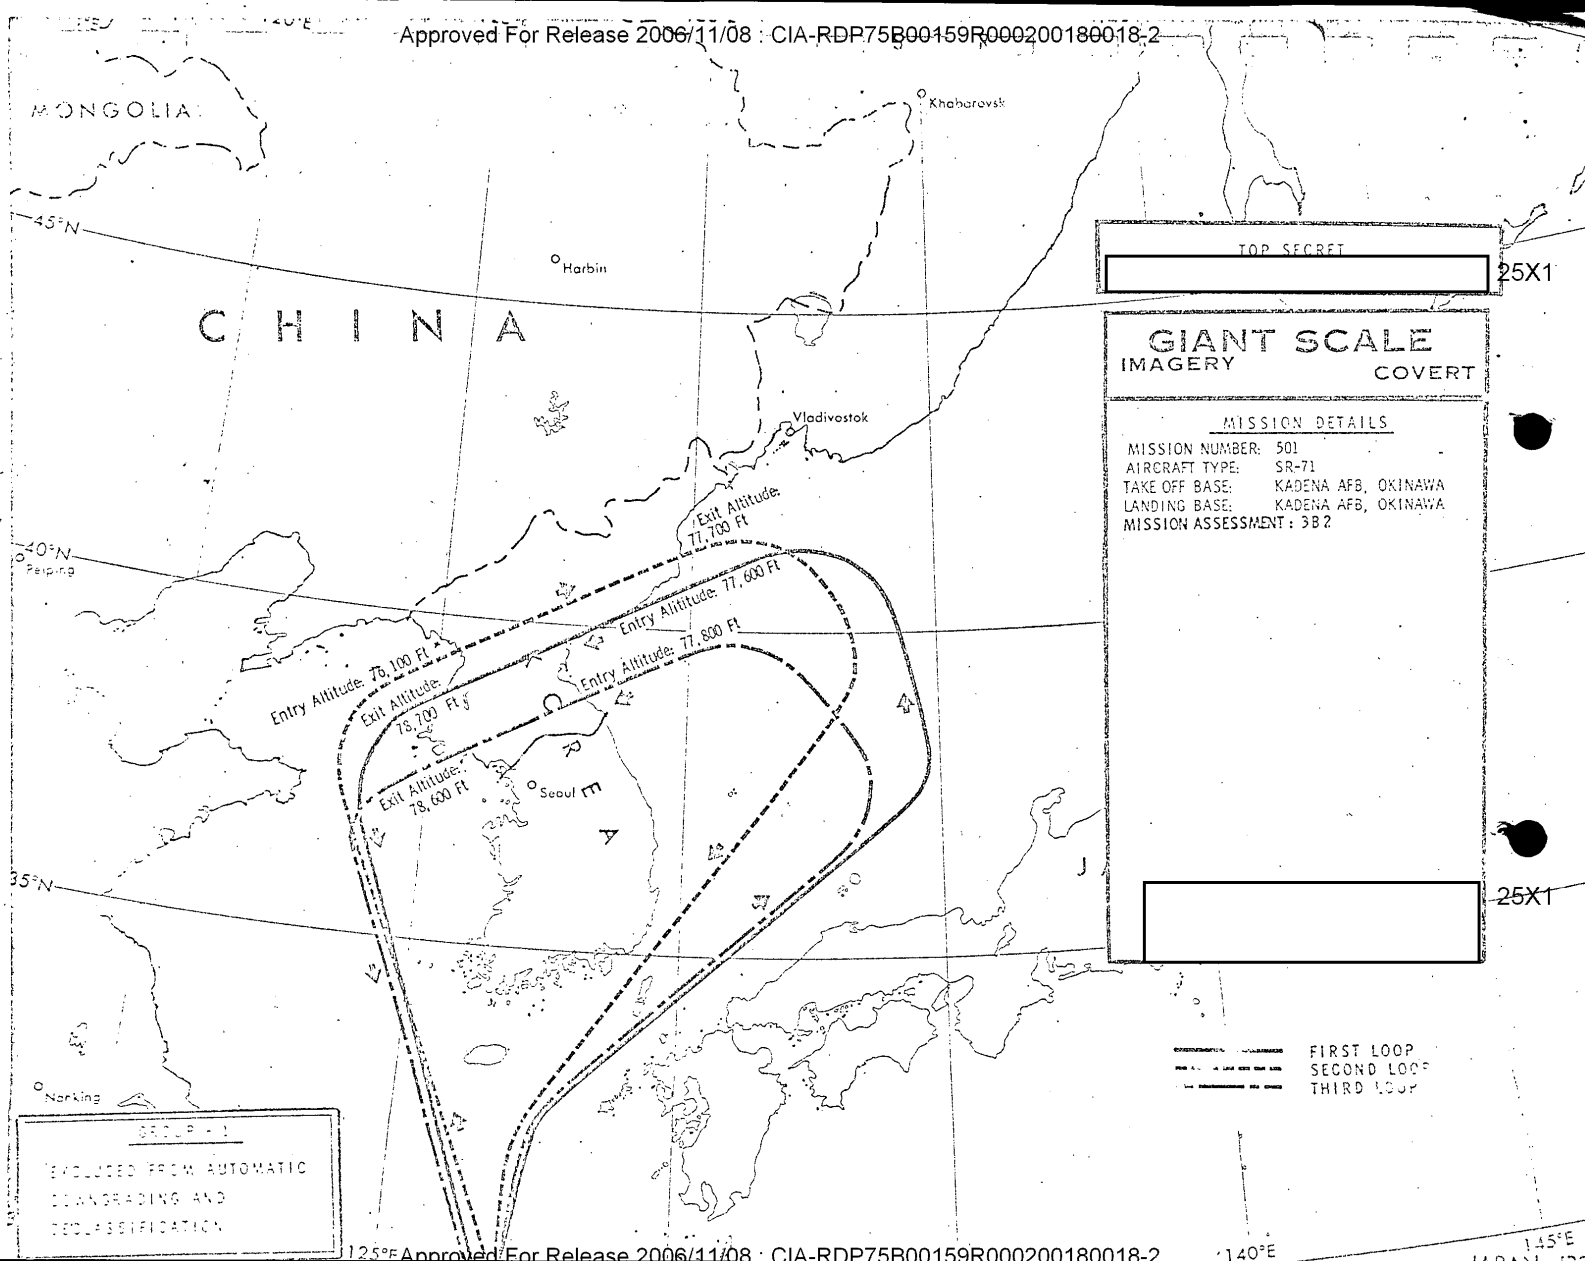 120°E
Approved For Release 2006/11/08 : CIA-RDP75B00159R000200180018-2
MONGOLIA
Khabarovsk
45°N
Harbin
CHINA
TOP SECRET
25X1
GIANT SCALE
IMAGERY
COVERT
MISSION DETAILS
MISSION NUMBER: 501
AIRCRAFT TYPE: SR-71
TAKE OFF BASE: KADENA AFB, OKINAWA
LANDING BASE: KADENA AFB, OKINAWA
MISSION ASSESSMENT: 3B2
Vladivostok
Exit Altitude:
77,700 Ft
40°N
Peiping
Entry Altitude: 77,600 Ft
Entry Altitude: 77,800 Ft
Entry Altitude: 76,100 Ft
Exit Altitude:
78,700 Ft
Exit Altitude:
78,600 Ft
Seoul
R
E
A
J
35°N
25X1
FIRST LOOP
SECOND LOOP
THIRD LOOP
Nanking
GROUP - 1
EXCLUDED FROM AUTOMATIC
DOWNGRADING AND
DECLASSIFICATION
125°E
Approved For Release 2006/11/08 : CIA-RDP75B00159R000200180018-2
140°E
145°E